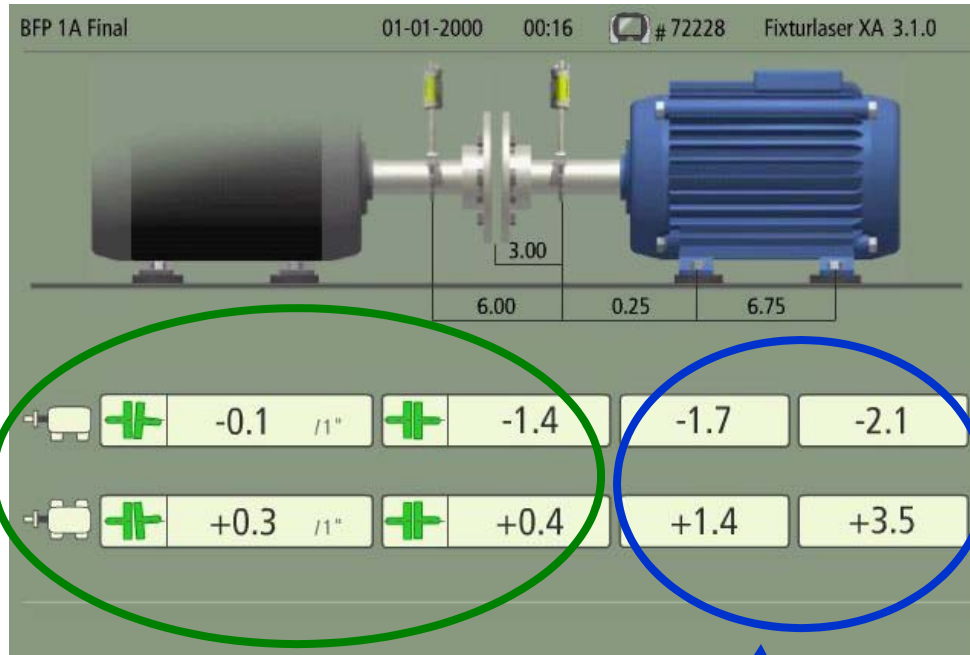 BFP 1A Final 01-01-2000 00:16 # 72228 Fixturlaser XA 3.1.0
3.00
6.00 0.25 6.75
-0.1 /1" -1.4 -1.7 -2.1
+0.3 /1" +0.4 +1.4 +3.5